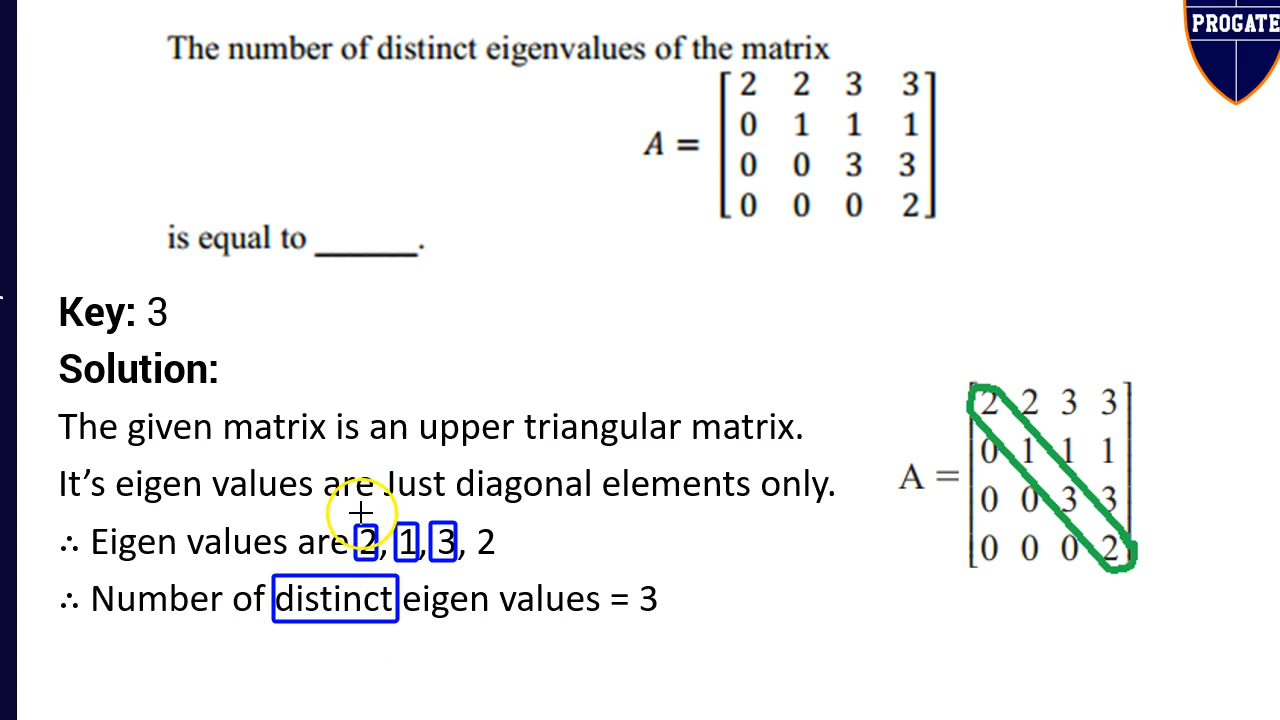 PROGATE
The number of distinct eigenvalues of the matrix
A = [2 2 3 3
0 1 1 1
0 0 3 3
0 0 0 2]
is equal to ______.
Key: 3
Solution:
The given matrix is an upper triangular matrix.
It’s eigen values are Just diagonal elements only.
∴ Eigen values are 2, 1, 3, 2
∴ Number of distinct eigen values = 3
A = [2 2 3 3
0 1 1 1
0 0 3 3
0 0 0 2]